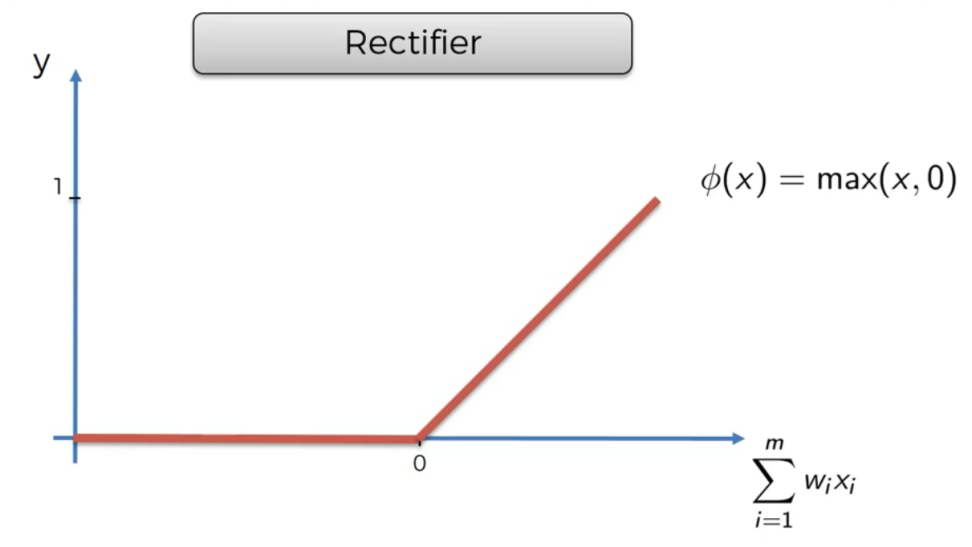 Rectifier
y
1
ϕ(x) = max(x, 0)
0
m
∑ wᵢxᵢ
i=1